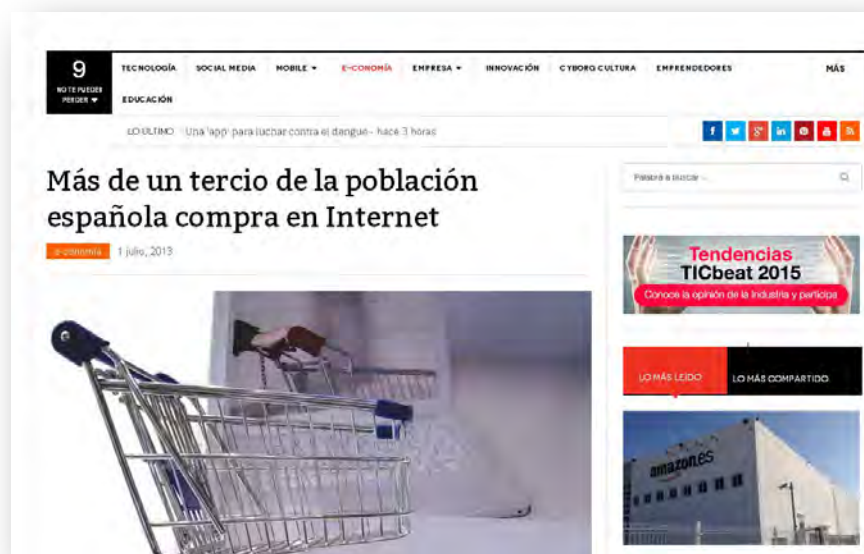 9
NO TE PUEDES
PERDER
TECNOLOGÍA SOCIAL MEDIA MOBILE E-CONOMÍA EMPRESA INNOVACIÓN CYBORG CULTURA EMPRENDEDORES MÁS
EDUCACIÓN
LO ÚLTIMO Una 'app' para luchar contra el dengue - hace 3 horas
Más de un tercio de la población
española compra en Internet
e-conomía 1 julio, 2013
Palabra a buscar ...
Tendencias
TICbeat 2015
Conoce la opinión de la Industria y participa
LO MÁS LEÍDO LO MÁS COMPARTIDO
amazon.es